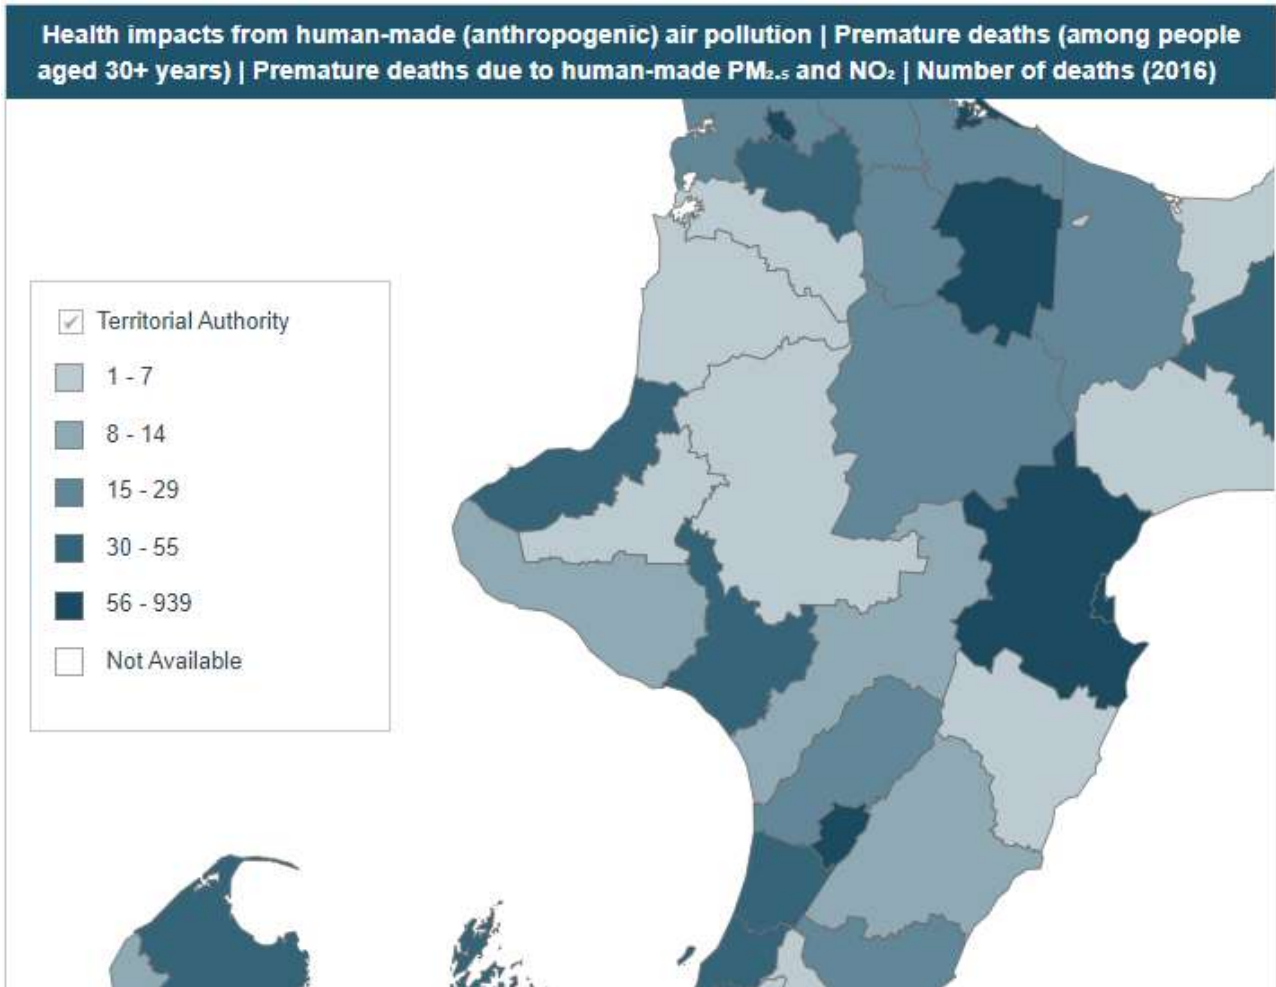 Health impacts from human-made (anthropogenic) air pollution | Premature deaths (among people
aged 30+ years) | Premature deaths due to human-made PM₂.₅ and NO₂ | Number of deaths (2016)
Territorial Authority
1 - 7
8 - 14
15 - 29
30 - 55
56 - 939
Not Available